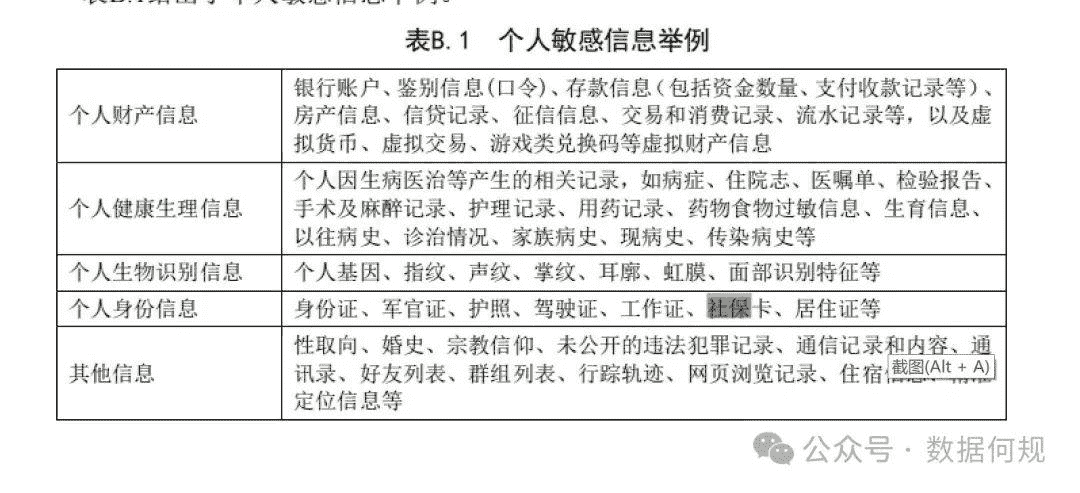 表B.1 个人敏感信息举例
个人财产信息
银行账户、鉴别信息(口令)、存款信息（包括资金数量、支付收款记录等）、
房产信息、信贷记录、征信信息、交易和消费记录、流水记录等，以及虚
拟货币、虚拟交易、游戏类兑换码等虚拟财产信息
个人健康生理信息
个人因生病医治等产生的相关记录，如病症、住院志、医嘱单、检验报告、
手术及麻醉记录、护理记录、用药记录、药物食物过敏信息、生育信息、
以往病史、诊治情况、家族病史、现病史、传染病史等
个人生物识别信息
个人基因、指纹、声纹、掌纹、耳廓、虹膜、面部识别特征等
个人身份信息
身份证、军官证、护照、驾驶证、工作证、社保卡、居住证等
其他信息
性取向、婚史、宗教信仰、未公开的违法犯罪记录、通信记录和内容、通
讯录、好友列表、群组列表、行踪轨迹、网页浏览记录、住宿
定位信息等
截图(Alt + A)
公众号 · 数据何规